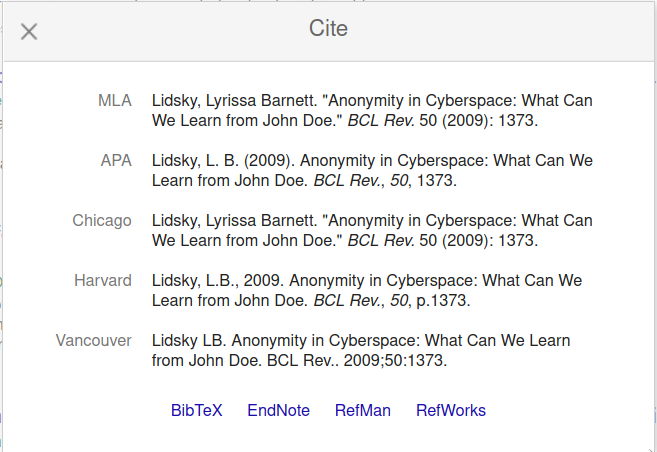 Cite
MLA Lidsky, Lyrissa Barnett. "Anonymity in Cyberspace: What Can
We Learn from John Doe." BCL Rev. 50 (2009): 1373.
APA Lidsky, L. B. (2009). Anonymity in Cyberspace: What Can We
Learn from John Doe. BCL Rev., 50, 1373.
Chicago Lidsky, Lyrissa Barnett. "Anonymity in Cyberspace: What Can
We Learn from John Doe." BCL Rev. 50 (2009): 1373.
Harvard Lidsky, L.B., 2009. Anonymity in Cyberspace: What Can We
Learn from John Doe. BCL Rev., 50, p.1373.
Vancouver Lidsky LB. Anonymity in Cyberspace: What Can We Learn
from John Doe. BCL Rev.. 2009;50:1373.
BibTeX EndNote RefMan RefWorks